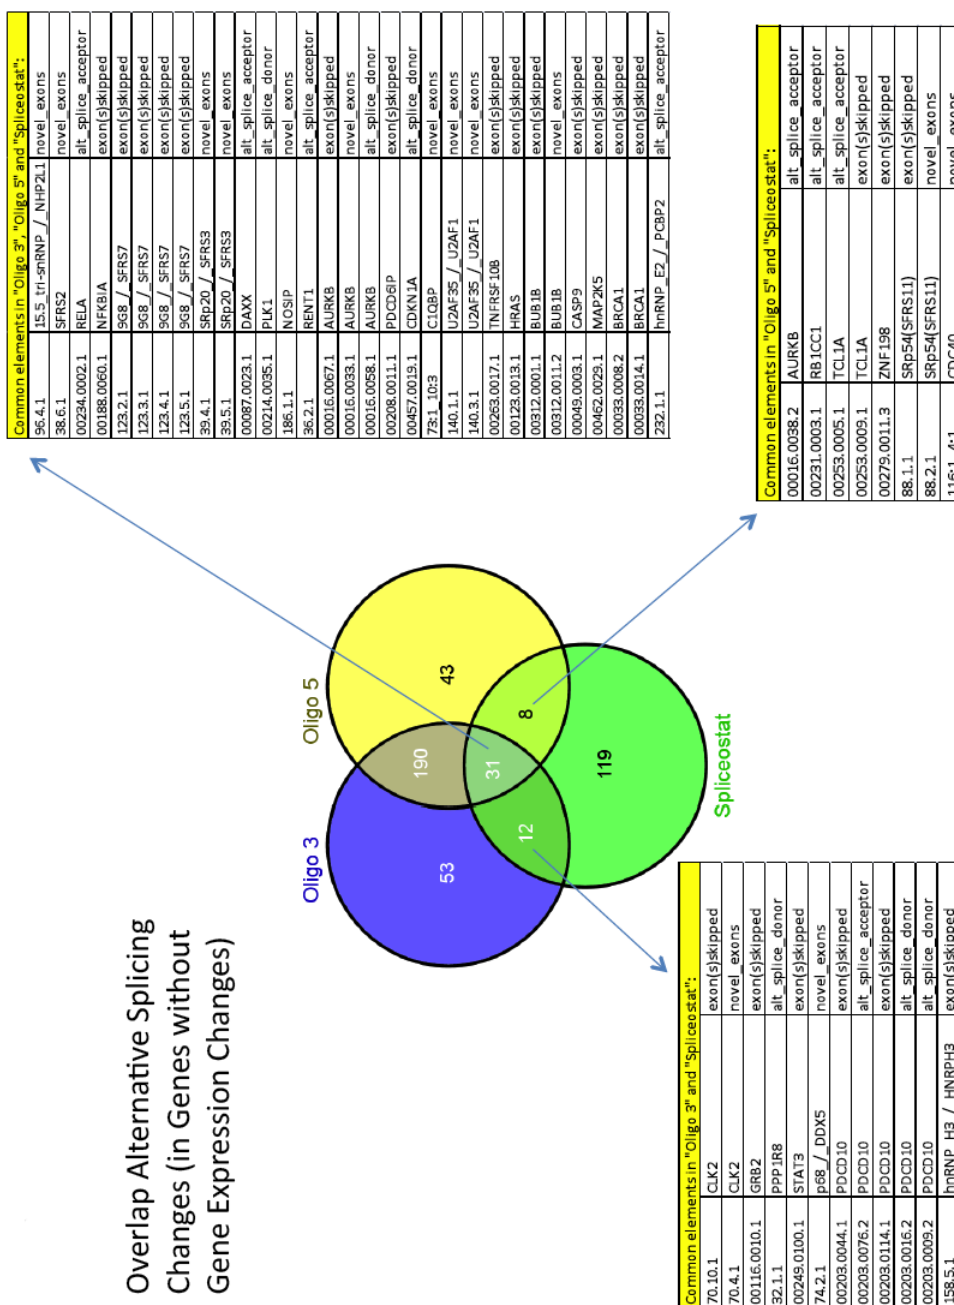 Overlap Alternative Splicing
Changes (in Genes without
Gene Expression Changes)
Oligo 3
Oligo 5
53
190
43
12
31
8
119
Spliceostat
Common elements in "Oligo 3", "Oligo 5" and "Spliceostat":
96.4.1 15.5_tri-snRNP_/_NHP2L1 novel_exons
38.6.1 SFRS2 novel_exons
00234.0002.1 RELA alt_splice_acceptor
00188.0060.1 NFKBIA exon(s)skipped
123.2.1 9G8_/_SFRS7 exon(s)skipped
123.3.1 9G8_/_SFRS7 exon(s)skipped
123.4.1 9G8_/_SFRS7 exon(s)skipped
123.5.1 9G8_/_SFRS7 exon(s)skipped
39.4.1 SRp20_/_SFRS3 novel_exons
39.5.1 SRp20_/_SFRS3 novel_exons
00087.0023.1 DAXX alt_splice_acceptor
00214.0035.1 PLK1 alt_splice_donor
186.1.1 NOSIP novel_exons
36.2.1 RENT1 alt_splice_acceptor
00016.0067.1 AURKB exon(s)skipped
00016.0033.1 AURKB novel_exons
00016.0058.1 AURKB alt_splice_donor
00208.0011.1 PDCD6IP exon(s)skipped
00457.0019.1 CDKN1A alt_splice_donor
73:1_10:3 C1QBP novel_exons
140.1.1 U2AF35_/_U2AF1 novel_exons
140.3.1 U2AF35_/_U2AF1 novel_exons
00263.0017.1 TNFRSF10B exon(s)skipped
00123.0013.1 HRAS exon(s)skipped
00312.0001.1 BUB1B exon(s)skipped
00312.0011.2 BUB1B novel_exons
00049.0003.1 CASP9 exon(s)skipped
00462.0029.1 MAP2K5 exon(s)skipped
00033.0008.2 BRCA1 exon(s)skipped
00033.0014.1 BRCA1 exon(s)skipped
232.1.1 hnRNP_E2_/_PCBP2 alt_splice_acceptor
Common elements in "Oligo 3" and "Spliceostat":
70.10.1 CLK2 exon(s)skipped
70.4.1 CLK2 novel_exons
00116.0010.1 GRB2 exon(s)skipped
32.1.1 PPP1R8 alt_splice_donor
00249.0100.1 STAT3 exon(s)skipped
74.2.1 p68_/_DDX5 novel_exons
00203.0044.1 PDCD10 exon(s)skipped
00203.0076.2 PDCD10 alt_splice_acceptor
00203.0114.1 PDCD10 exon(s)skipped
00203.0016.2 PDCD10 alt_splice_donor
00203.0009.2 PDCD10 alt_splice_donor
158.5.1 hnRNP_H3_/_HNRPH3 exon(s)skipped
Common elements in "Oligo 5" and "Spliceostat":
00016.0038.2 AURKB alt_splice_acceptor
00231.0003.1 RB1CC1 alt_splice_acceptor
00253.0005.1 TCL1A alt_splice_acceptor
00253.0009.1 TCL1A exon(s)skipped
00279.0011.3 ZNF198 exon(s)skipped
88.1.1 SRp54(SFRS11) exon(s)skipped
88.2.1 SRp54(SFRS11) novel_exons
116:1_4:1 CDC40 novel_exons